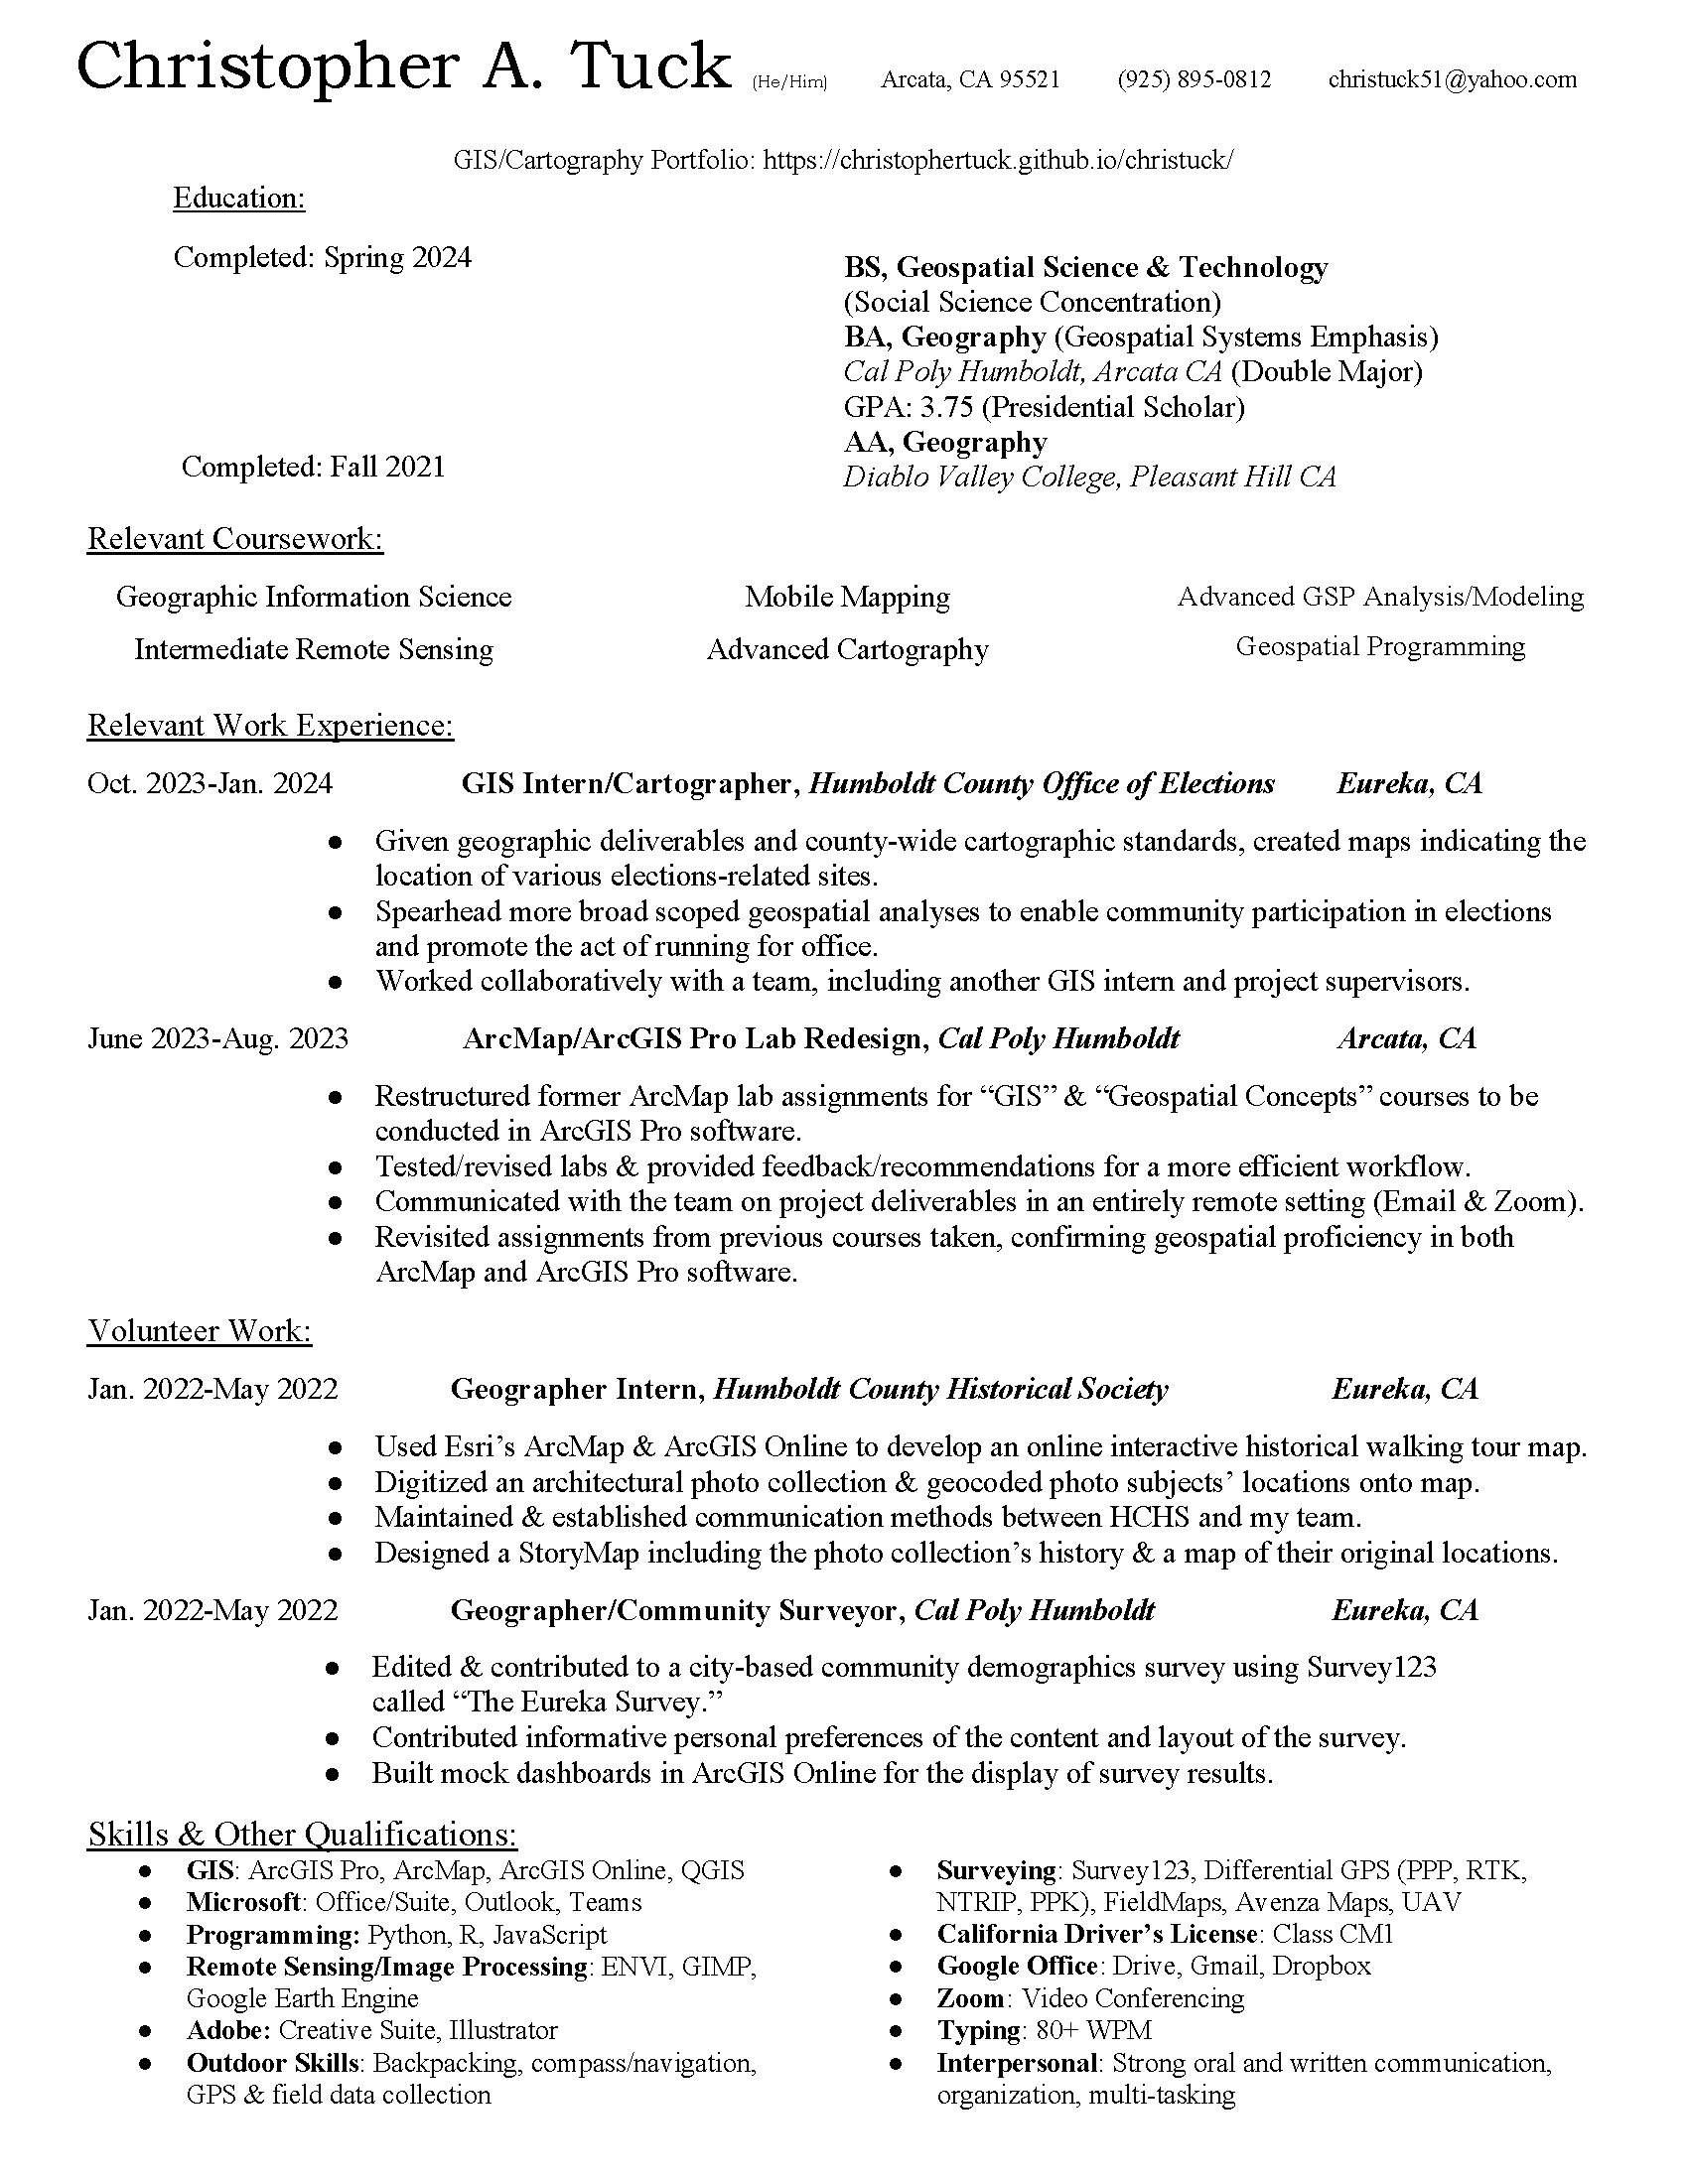 Christopher A. Tuck (He/Him) Arcata, CA 95521 (925) 895-0812 christuck51@yahoo.com
GIS/Cartography Portfolio: https://christophertuck.github.io/christuck/
Education:
Completed: Spring 2024
BS, Geospatial Science & Technology
(Social Science Concentration)
BA, Geography (Geospatial Systems Emphasis)
Cal Poly Humboldt, Arcata CA (Double Major)
GPA: 3.75 (Presidential Scholar)
AA, Geography
Completed: Fall 2021
Diablo Valley College, Pleasant Hill CA
Relevant Coursework:
Geographic Information Science Mobile Mapping Advanced GSP Analysis/Modeling
Intermediate Remote Sensing Advanced Cartography Geospatial Programming
Relevant Work Experience:
Oct. 2023-Jan. 2024 GIS Intern/Cartographer, Humboldt County Office of Elections Eureka, CA
● Given geographic deliverables and county-wide cartographic standards, created maps indicating the
location of various elections-related sites.
● Spearhead more broad scoped geospatial analyses to enable community participation in elections
and promote the act of running for office.
● Worked collaboratively with a team, including another GIS intern and project supervisors.
June 2023-Aug. 2023 ArcMap/ArcGIS Pro Lab Redesign, Cal Poly Humboldt Arcata, CA
● Restructured former ArcMap lab assignments for “GIS” & “Geospatial Concepts” courses to be
conducted in ArcGIS Pro software.
● Tested/revised labs & provided feedback/recommendations for a more efficient workflow.
● Communicated with the team on project deliverables in an entirely remote setting (Email & Zoom).
● Revisited assignments from previous courses taken, confirming geospatial proficiency in both
ArcMap and ArcGIS Pro software.
Volunteer Work:
Jan. 2022-May 2022 Geographer Intern, Humboldt County Historical Society Eureka, CA
● Used Esri’s ArcMap & ArcGIS Online to develop an online interactive historical walking tour map.
● Digitized an architectural photo collection & geocoded photo subjects’ locations onto map.
● Maintained & established communication methods between HCHS and my team.
● Designed a StoryMap including the photo collection’s history & a map of their original locations.
Jan. 2022-May 2022 Geographer/Community Surveyor, Cal Poly Humboldt Eureka, CA
● Edited & contributed to a city-based community demographics survey using Survey123
called “The Eureka Survey.”
● Contributed informative personal preferences of the content and layout of the survey.
● Built mock dashboards in ArcGIS Online for the display of survey results.
Skills & Other Qualifications:
● GIS: ArcGIS Pro, ArcMap, ArcGIS Online, QGIS
● Microsoft: Office/Suite, Outlook, Teams
● Programming: Python, R, JavaScript
● Remote Sensing/Image Processing: ENVI, GIMP,
Google Earth Engine
● Adobe: Creative Suite, Illustrator
● Outdoor Skills: Backpacking, compass/navigation,
GPS & field data collection
● Surveying: Survey123, Differential GPS (PPP, RTK,
NTRIP, PPK), FieldMaps, Avenza Maps, UAV
● California Driver’s License: Class CM1
● Google Office: Drive, Gmail, Dropbox
● Zoom: Video Conferencing
● Typing: 80+ WPM
● Interpersonal: Strong oral and written communication,
organization, multi-tasking